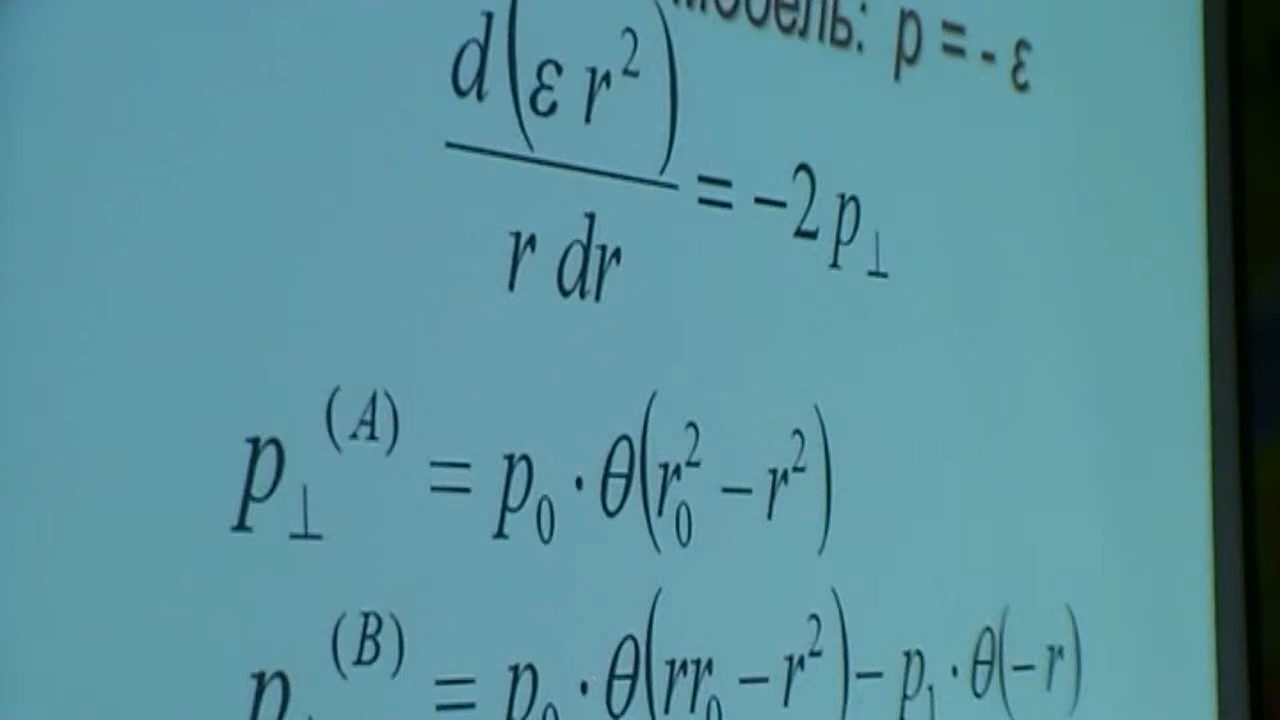 модель: p = - ε
d(ε r²) / r dr = −2 p⊥
p⊥⁽ᴬ⁾ = p₀ · θ(r₀² − r²)
p⊥⁽ᴮ⁾ = p₀ · θ(rr₀ − r²) − p₁ · θ(−r)